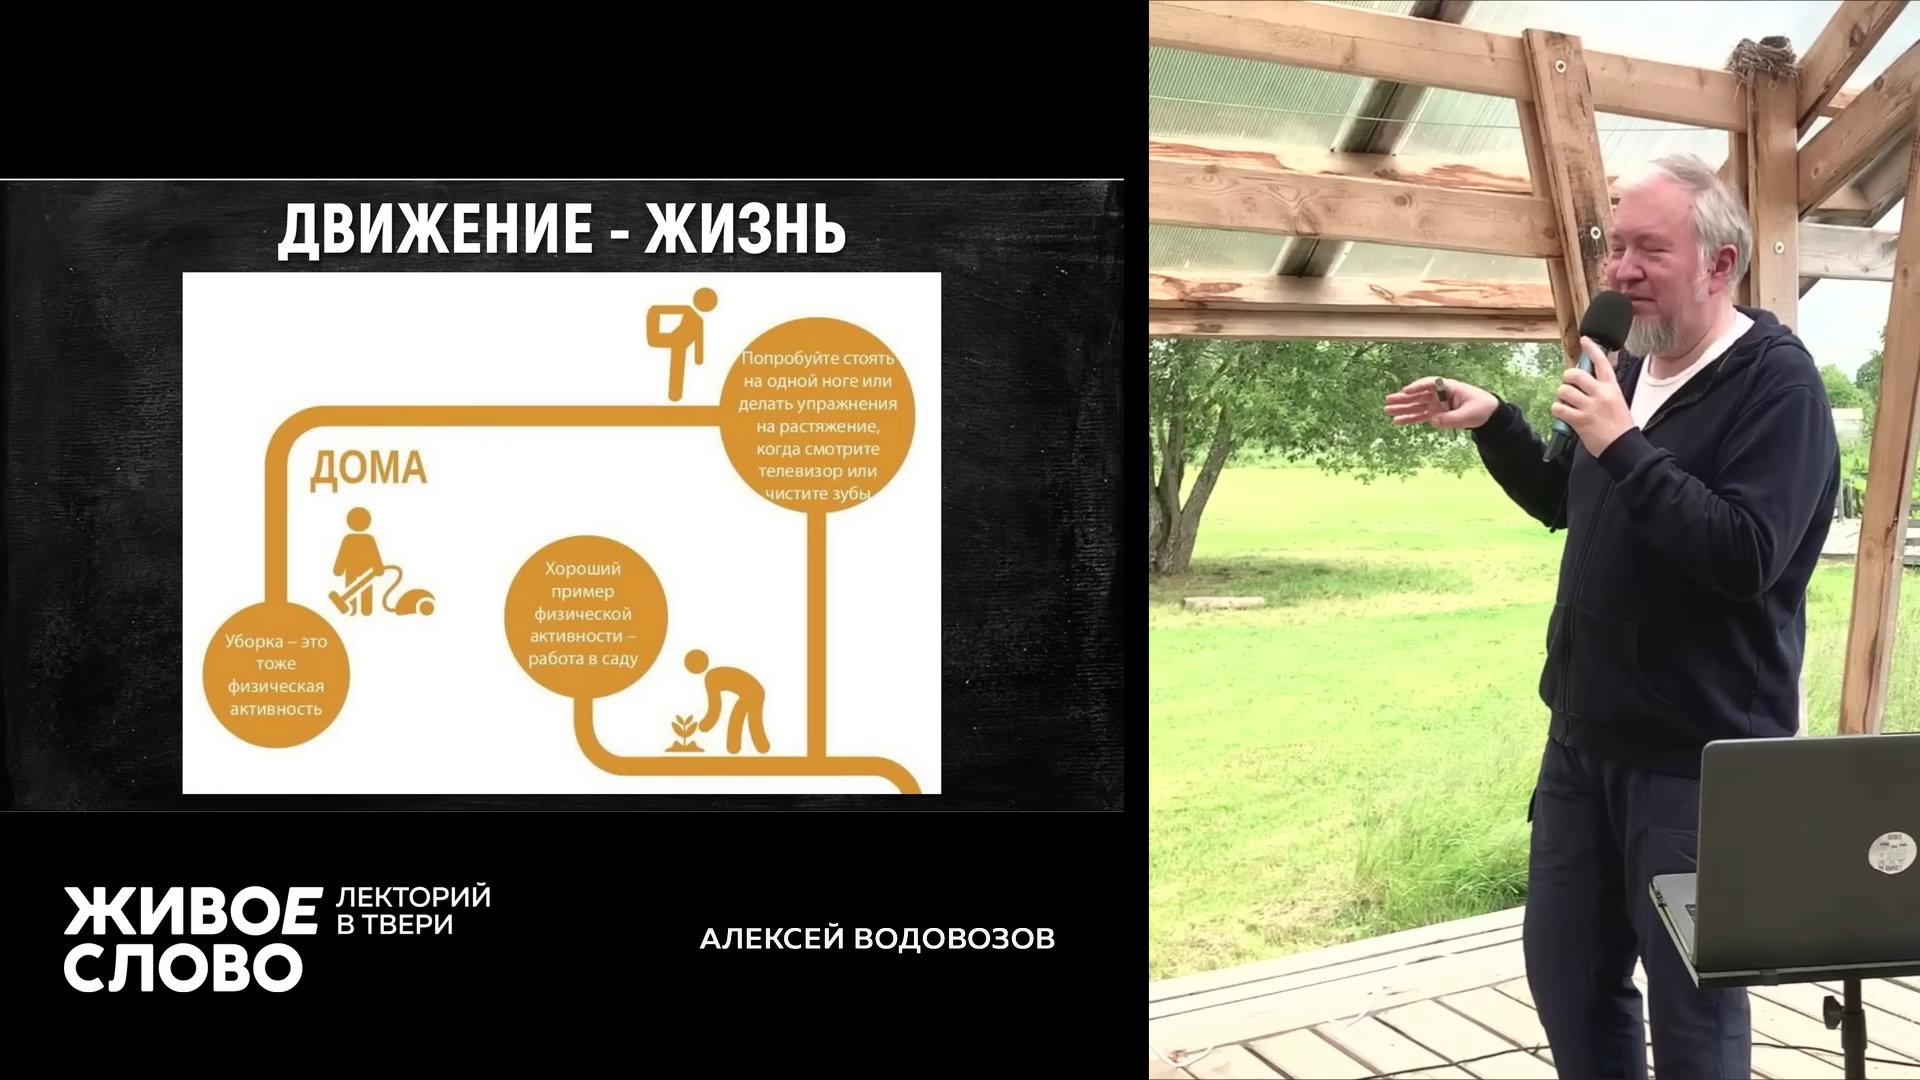 ДВИЖЕНИЕ - ЖИЗНЬ
Попробуйте стоять
на одной ноге или
делать упражнения
на растяжение,
когда смотрите
телевизор или
чистите зубы
ДОМА
Хороший
пример
физической
активности –
работа в саду
Уборка – это
тоже
физическая
активность
ЖИВОЕ
СЛОВО
ЛЕКТОРИЙ
В ТВЕРИ
АЛЕКСЕЙ ВОДОВОЗОВ